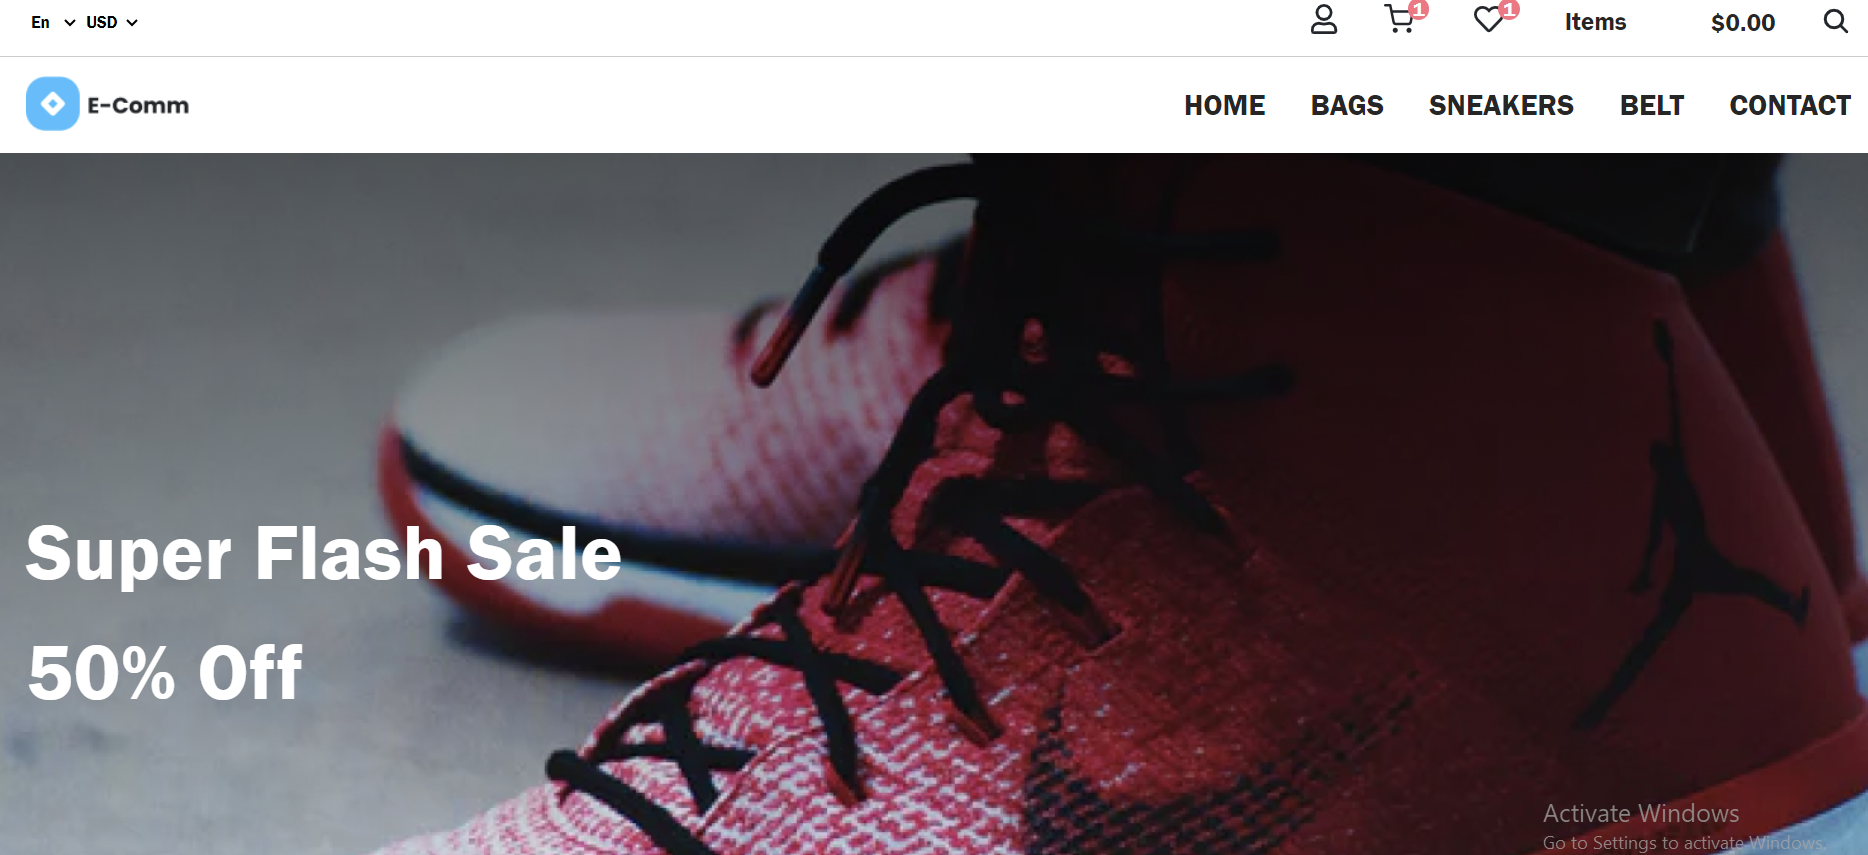 En USD 1 1 Items $0.00
E-Comm HOME BAGS SNEAKERS BELT CONTACT
Super Flash Sale
50% Off
Activate Windows
Go to Settings to activate Windows.